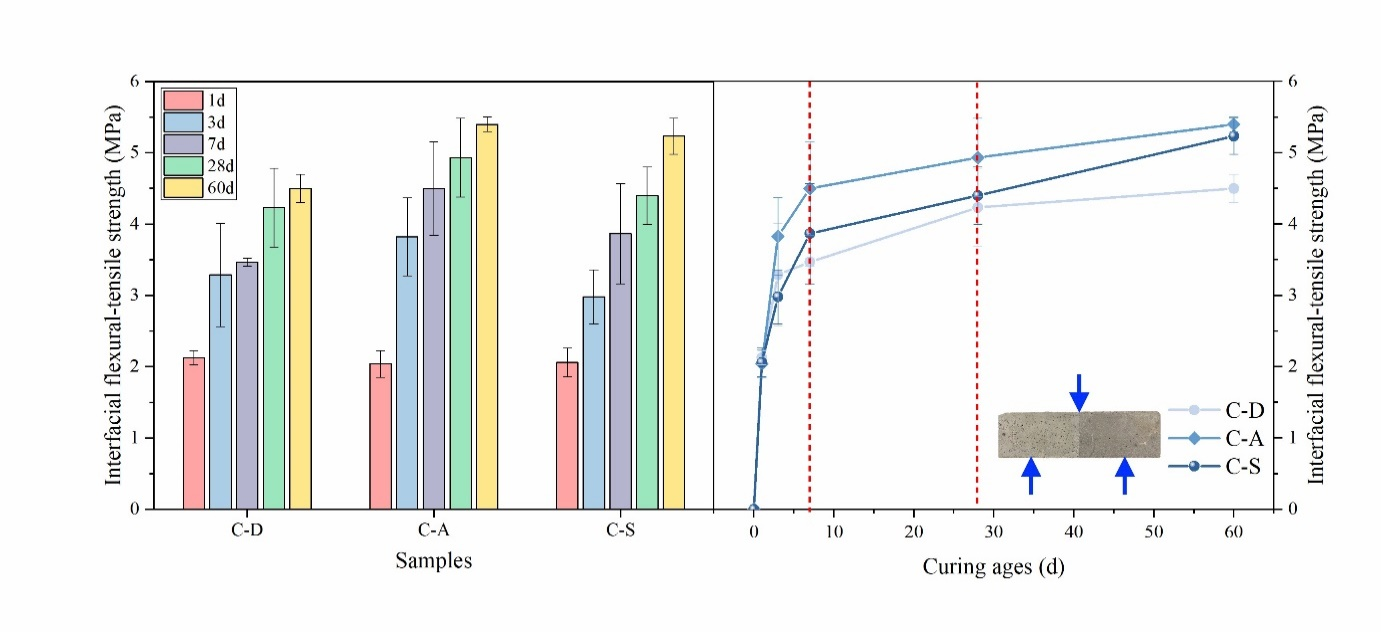 Interfacial flexural-tensile strength (MPa)
6
5
4
3
2
1
0
1d
3d
7d
28d
60d
C-D
C-A
C-S
Samples
0
10
20
30
40
50
60
Curing ages (d)
C-D
C-A
C-S
6
5
4
3
2
1
0
Interfacial flexural-tensile strength (MPa)